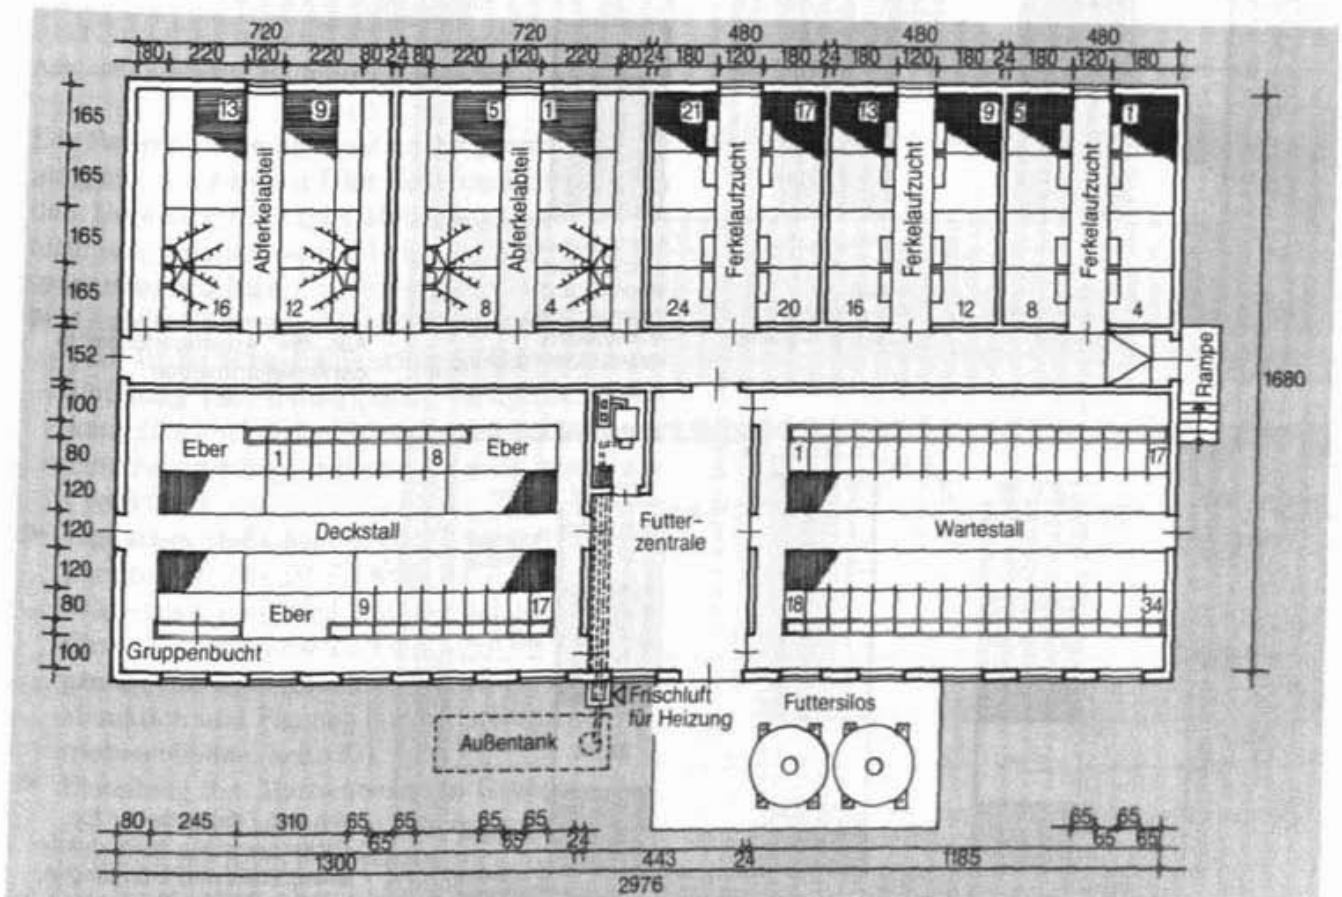 720 720 480 480 480
80 220 120 220 80 24 80 220 120 220 80 24 180 120 180 24 180 120 180 24 180 120 180
13 9 5 1 21 17 13 9 5 1
165
165
165
165
Abferkelabteil
Abferkelabteil
Ferkelaufzucht
Ferkelaufzucht
Ferkelaufzucht
16 12 8 4 24 20 16 12 8 4
152
Rampe
1680
100
80
120
120
120
80
100
Eber 1 8 Eber
1 17
Deckstall
Futter-
zentrale
Wartestall
9 17
Eber
18 34
Gruppenbucht
Frischluft
für Heizung
Futtersilos
Außentank
80 245 310 65 65 65 65 65 65
65 65 24 65 65
1300 443 24 1185
2976